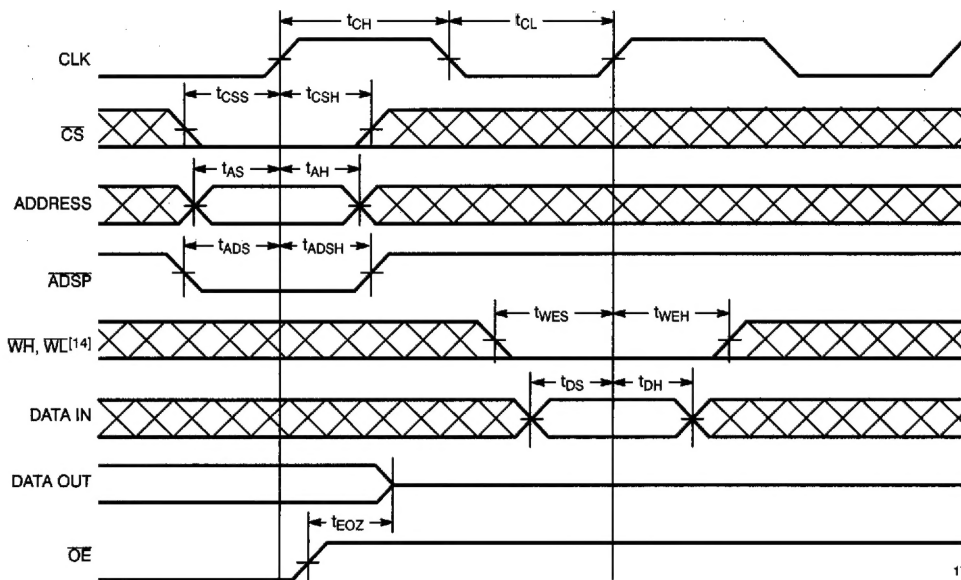 tCH tCL
CLK
tCSS tCSH
CS
tAS tAH
ADDRESS
tADS tADSH
ADSP
tWES tWEH
WH, WL[14]
tDS tDH
DATA IN
DATA OUT
tEOZ
OE